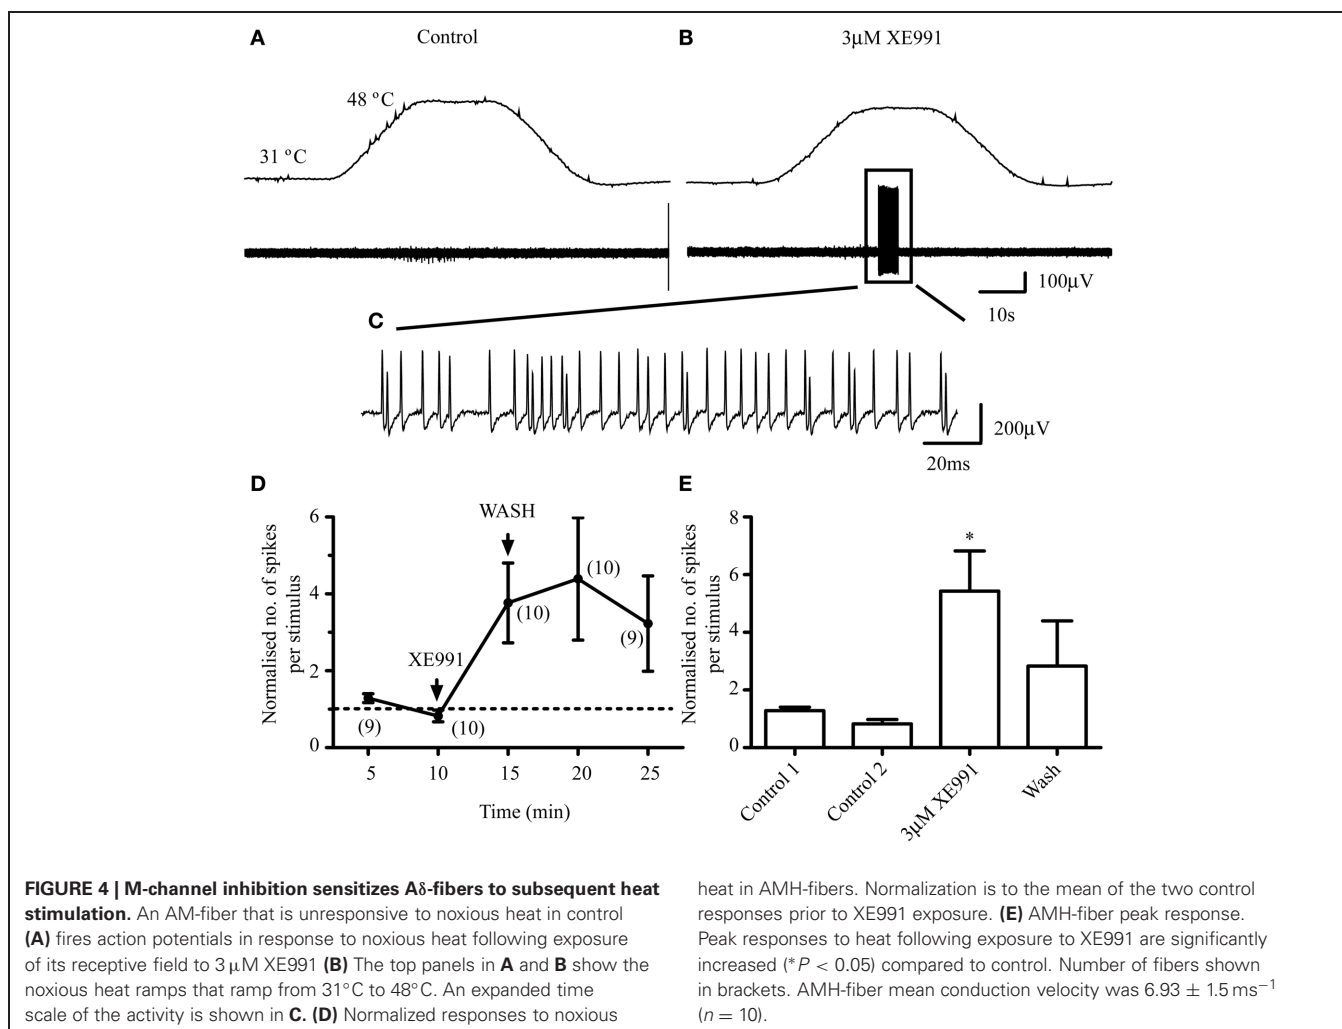 A
Control
B
3μM XE991
48 °C
31 °C
100μV
10s
C
200μV
20ms
D
Normalised no. of spikes
per stimulus
6
4
2
0
WASH
XE991
(9)
(10)
(10)
(10)
(9)
5 10 15 20 25
Time (min)
E
Normalised no. of spikes
per stimulus
8
6
4
2
0
*
Control 1
Control 2
3μM XE991
Wash
FIGURE 4 | M-channel inhibition sensitizes Aδ-fibers to subsequent heat
stimulation. An AM-fiber that is unresponsive to noxious heat in control
(A) fires action potentials in response to noxious heat following exposure
of its receptive field to 3 μM XE991 (B) The top panels in A and B show the
noxious heat ramps that ramp from 31°C to 48°C. An expanded time
scale of the activity is shown in C. (D) Normalized responses to noxious
heat in AMH-fibers. Normalization is to the mean of the two control
responses prior to XE991 exposure. (E) AMH-fiber peak response.
Peak responses to heat following exposure to XE991 are significantly
increased (*P < 0.05) compared to control. Number of fibers shown
in brackets. AMH-fiber mean conduction velocity was 6.93 ± 1.5 ms⁻¹
(n = 10).